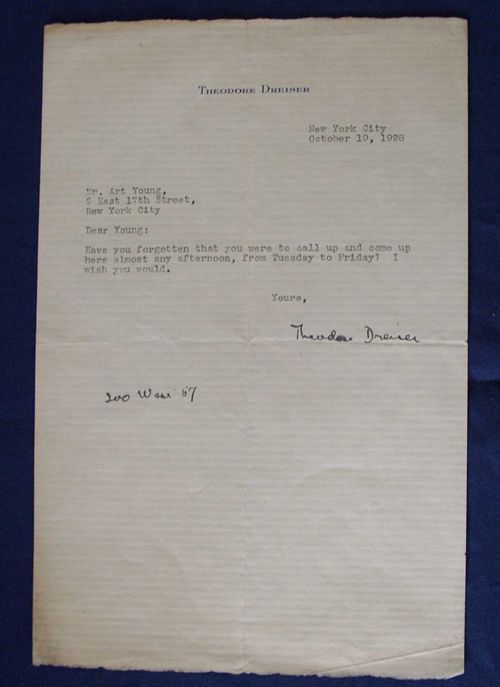 THEODORE DREISER
New York City
October 10, 1928
Mr. Art Young,
9 East 17th Street,
New York City
Dear Young:
Have you forgotten that you were to call up and come up
here almost any afternoon, from Tuesday to Friday? I
wish you would.
Yours,
Theodore Dreiser
200 West 57